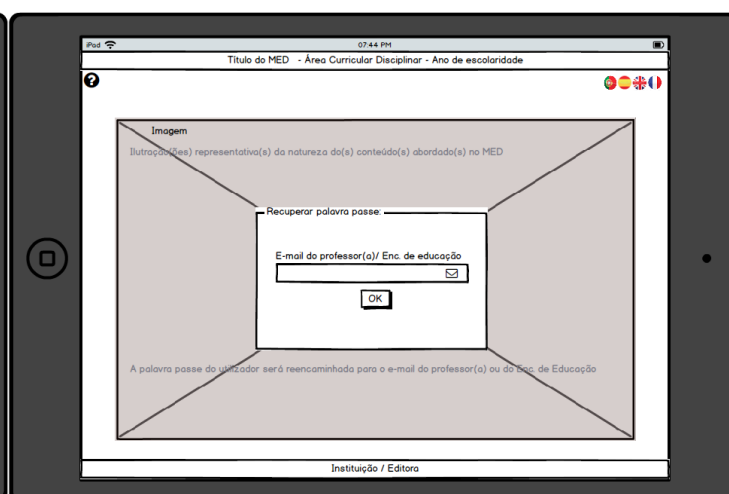 iPad
07:44 PM
Título do MED - Área Curricular Disciplinar - Ano de escolaridade
?
Imagem
Ilutração(ões) representativa(s) da natureza do(s) conteúdo(s) abordado(s) no MED
Recuperar palavra passe:
E-mail do professor(a)/ Enc. de educação
OK
A palavra passe do utilizador será reencaminhada para o e-mail do professor(a) ou do Enc. de Educação
Instituição / Editora